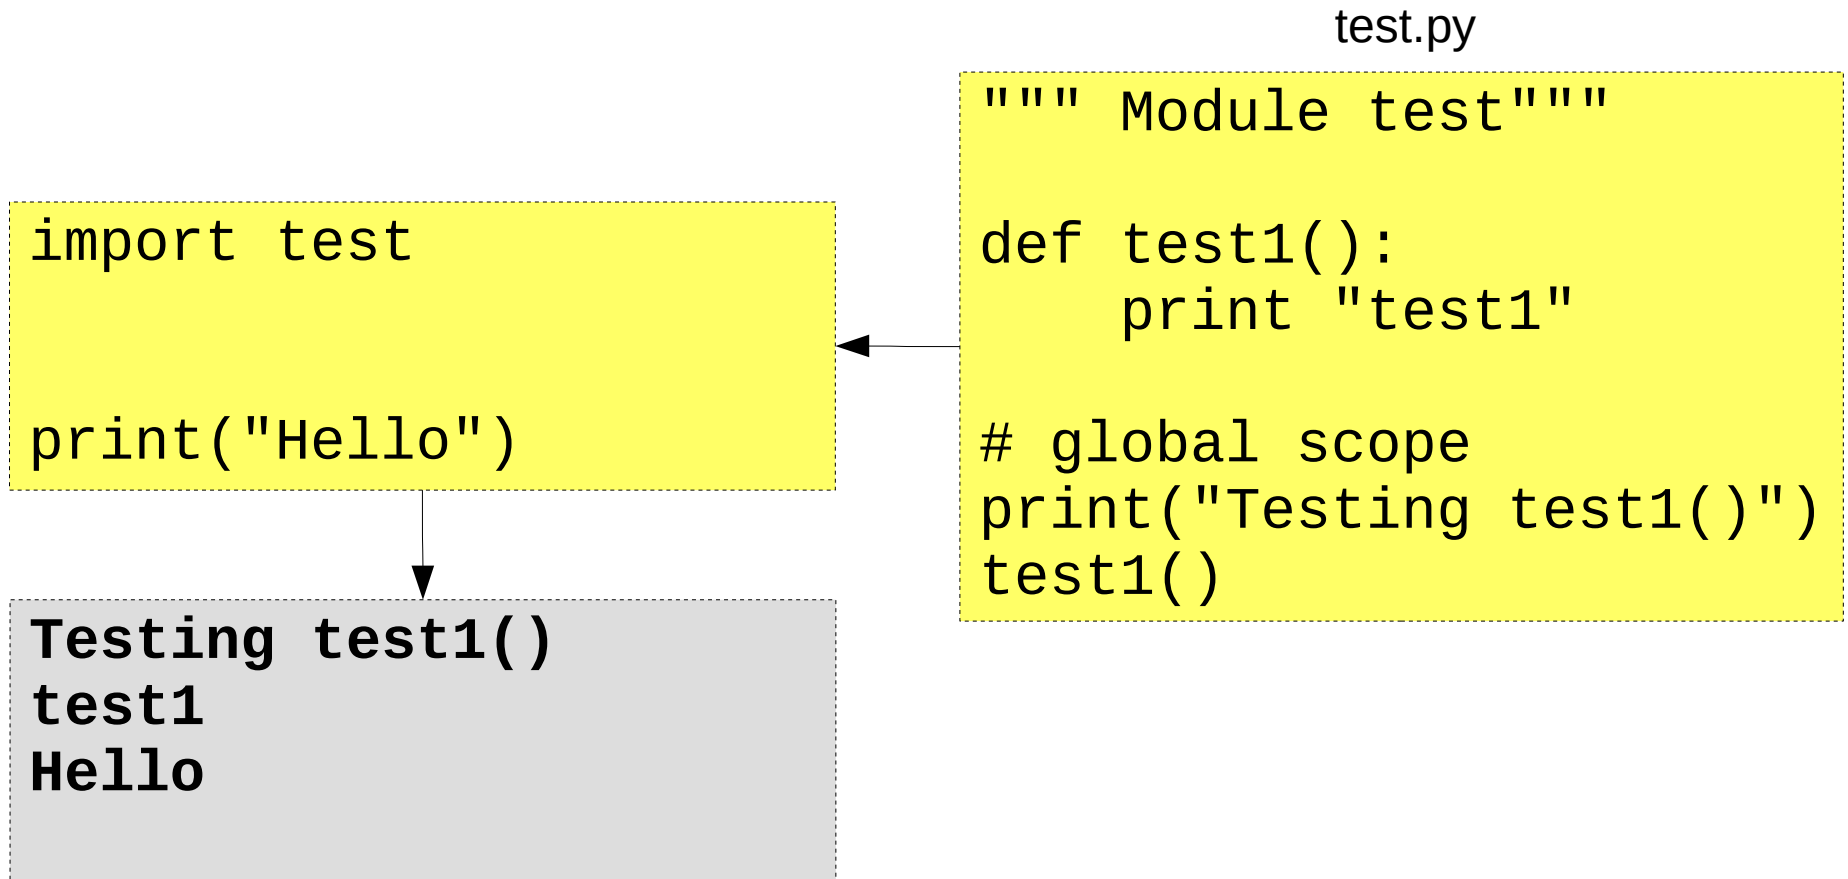 test.py
""" Module test"""
def test1():
    print "test1"
# global scope
print("Testing test1()")
test1()
import test
print("Hello")
Testing test1()
test1
Hello